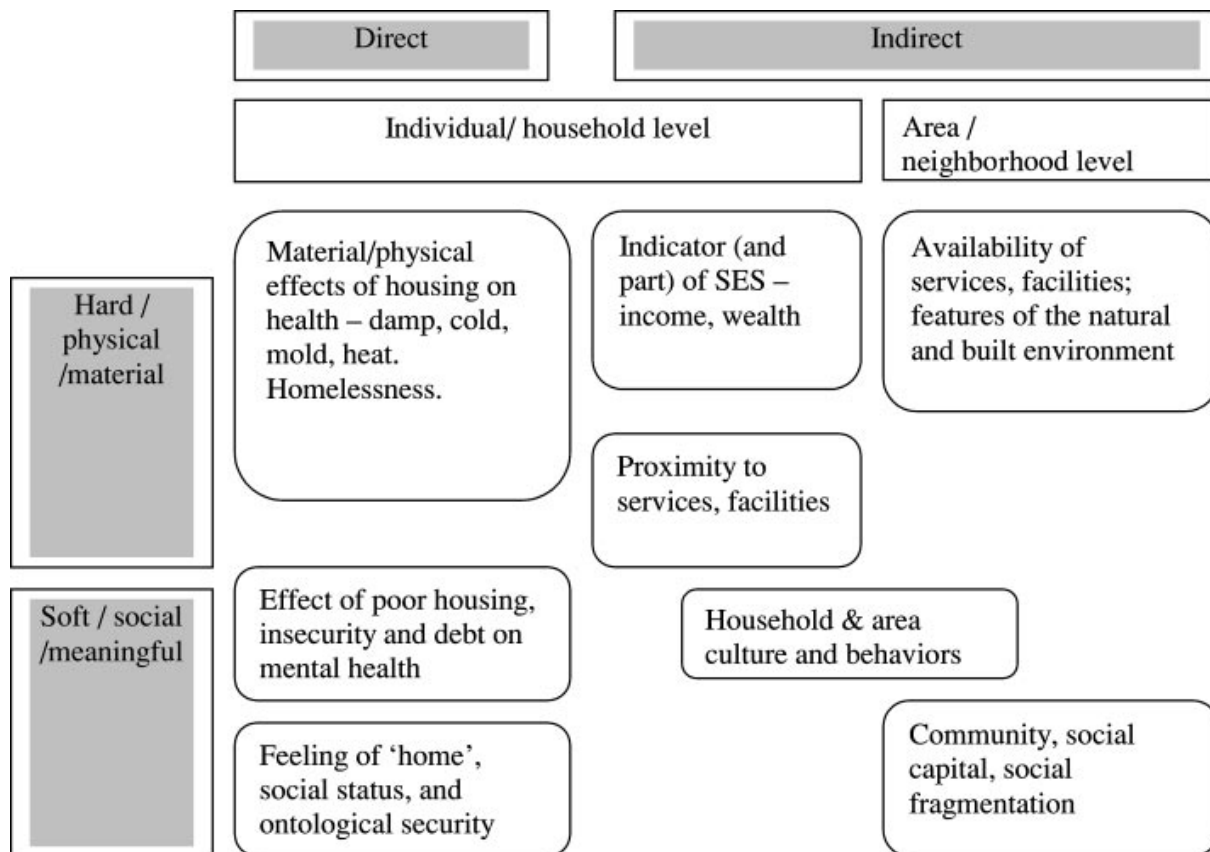 Direct
Indirect
Individual/ household level
Area /
neighborhood level
Hard /
physical
/material
Material/physical
effects of housing on
health – damp, cold,
mold, heat.
Homelessness.
Indicator (and
part) of SES –
income, wealth
Availability of
services, facilities;
features of the natural
and built environment
Proximity to
services, facilities
Soft / social
/meaningful
Effect of poor housing,
insecurity and debt on
mental health
Household & area
culture and behaviors
Feeling of ‘home’,
social status, and
ontological security
Community, social
capital, social
fragmentation